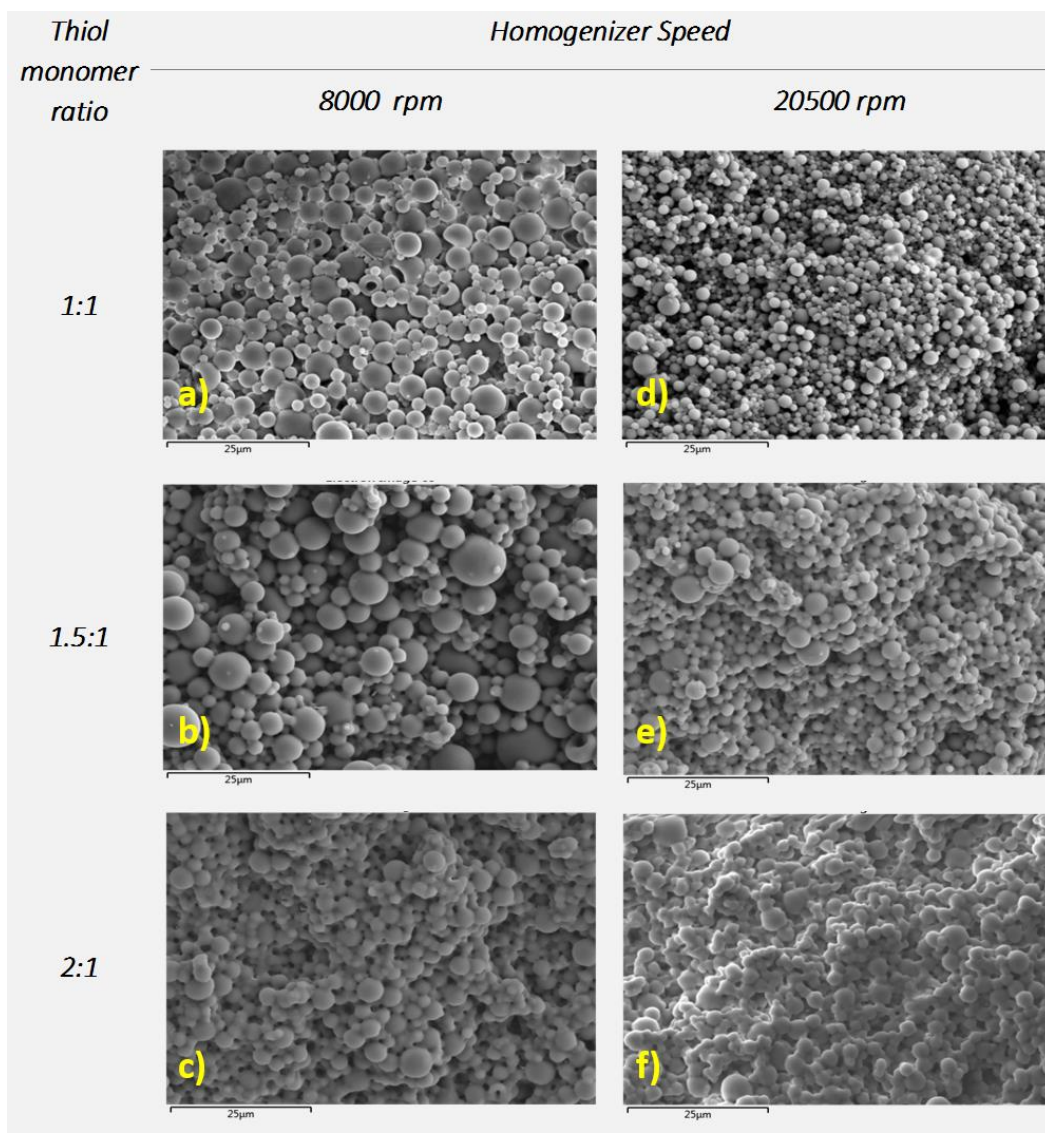 Thiol
monomer
ratio
Homogenizer Speed
8000 rpm
20500 rpm
1:1
a)
25µm
d)
25µm
1.5:1
b)
25µm
e)
25µm
2:1
c)
25µm
f)
25µm